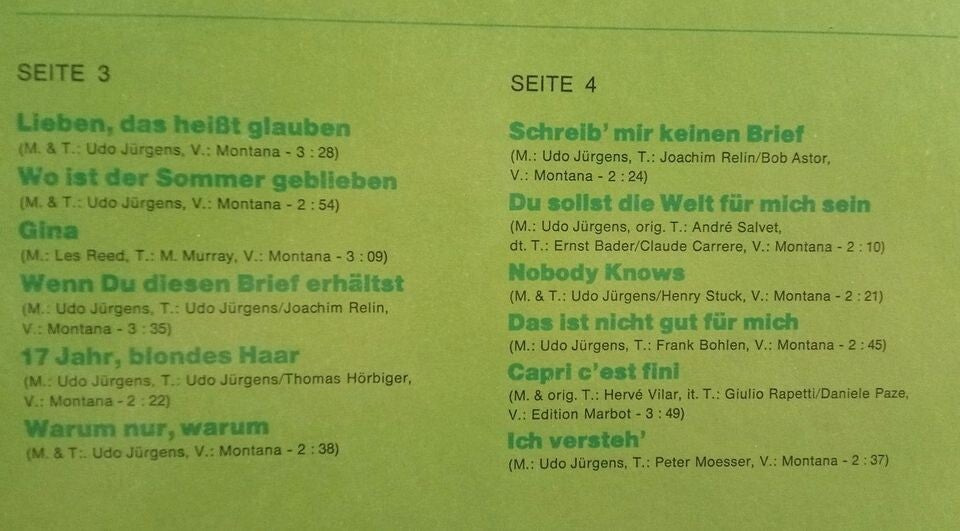 SEITE 3
Lieben, das heißt glauben
(M. & T.: Udo Jürgens, V.: Montana - 3 : 28)
Wo ist der Sommer geblieben
(M. & T.: Udo Jürgens, V.: Montana - 2 : 54)
Gina
(M.: Les Reed, T.: M. Murray, V.: Montana - 3 : 09)
Wenn Du diesen Brief erhältst
(M.: Udo Jürgens, T.: Udo Jürgens/Joachim Relin,
V.: Montana - 3 : 35)
17 Jahr, blondes Haar
(M.: Udo Jürgens, T.: Udo Jürgens/Thomas Hörbiger,
V.: Montana - 2 : 22)
Warum nur, warum
(M. & T.: Udo Jürgens, V.: Montana - 2 : 38)
SEITE 4
Schreib' mir keinen Brief
(M.: Udo Jürgens, T.: Joachim Relin/Bob Astor,
V.: Montana - 2 : 24)
Du sollst die Welt für mich sein
(M.: Udo Jürgens, orig. T.: André Salvet,
dt. T.: Ernst Bader/Claude Carrere, V.: Montana - 2 : 10)
Nobody Knows
(M. & T.: Udo Jürgens/Henry Stuck, V.: Montana - 2 : 21)
Das ist nicht gut für mich
(M.: Udo Jürgens, T.: Frank Bohlen, V.: Montana - 2 : 45)
Capri c'est fini
(M. & orig. T.: Hervé Vilar, it. T.: Giulio Rapetti/Daniele Paze,
V.: Edition Marbot - 3 : 49)
Ich versteh'
(M.: Udo Jürgens, T.: Peter Moesser, V.: Montana - 2 : 37)